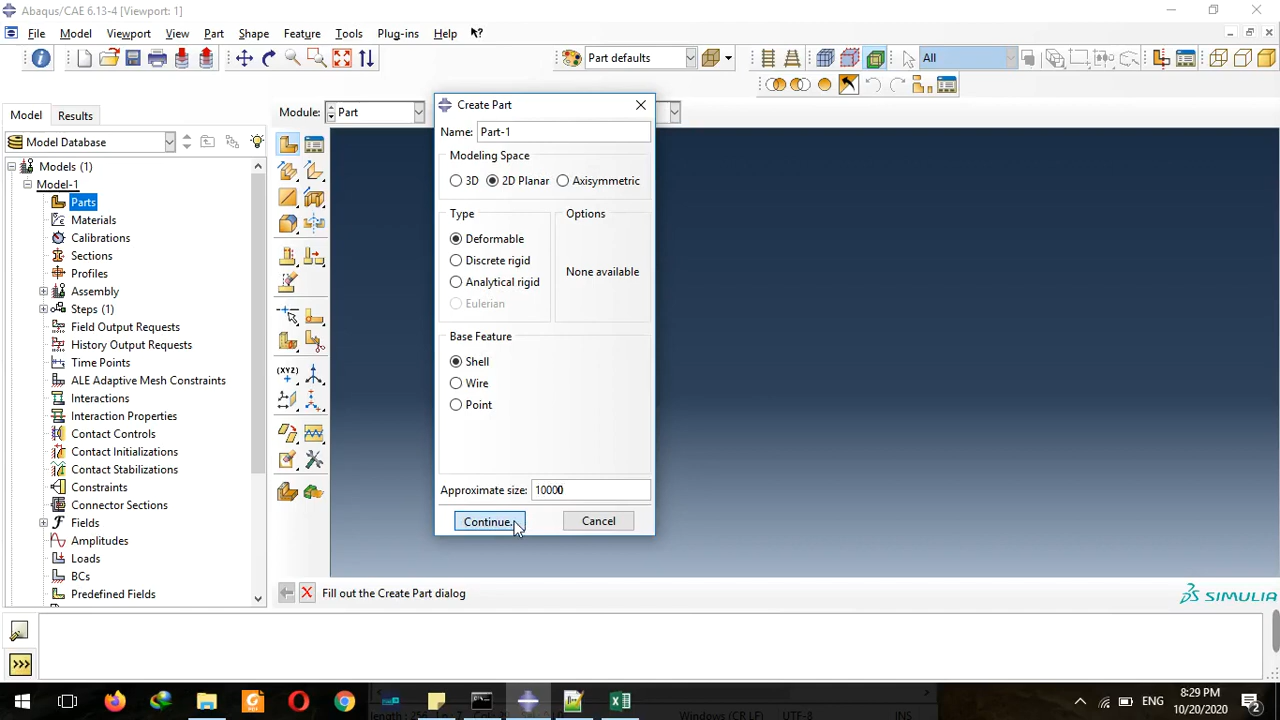 Abaqus/CAE 6.13-4 [Viewport: 1]
File Model Viewport View Part Shape Feature Tools Plug-ins Help
Part defaults All
Model Results Module: Part
Create Part
Name: Part-1
Model Database
Modeling Space
3D 2D Planar Axisymmetric
Models (1)
Model-1
Parts
Materials
Calibrations
Sections
Profiles
Assembly
Steps (1)
Field Output Requests
History Output Requests
Time Points
ALE Adaptive Mesh Constraints
Interactions
Interaction Properties
Contact Controls
Contact Initializations
Contact Stabilizations
Constraints
Connector Sections
Fields
Amplitudes
Loads
BCs
Predefined Fields
Type Options
Deformable
Discrete rigid
Analytical rigid
Eulerian
None available
Base Feature
Shell
Wire
Point
Approximate size: 10000
Continue... Cancel
Fill out the Create Part dialog
SIMULIA
ENG
8:29 PM
10/20/2020
2